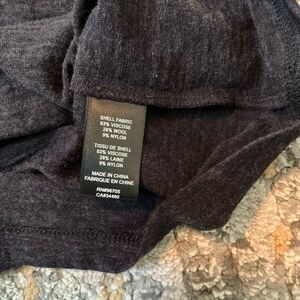 SHELL FABRIC
63% VISCOSE
28% WOOL
9% NYLON
TISSU DE SHELL
63% VISCOSE
28% LAINE
9% NYLON
MADE IN CHINA
FABRIQUE EN CHINE
RN#96705
CA#34480